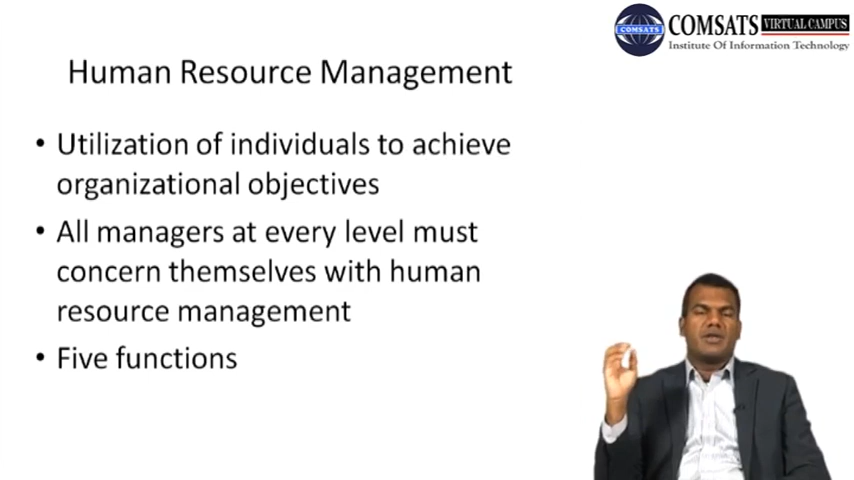 COMSATS VIRTUAL CAMPUS
COMSATS
Institute Of Information Technology
Human Resource Management
• Utilization of individuals to achieve
organizational objectives
• All managers at every level must
concern themselves with human
resource management
• Five functions